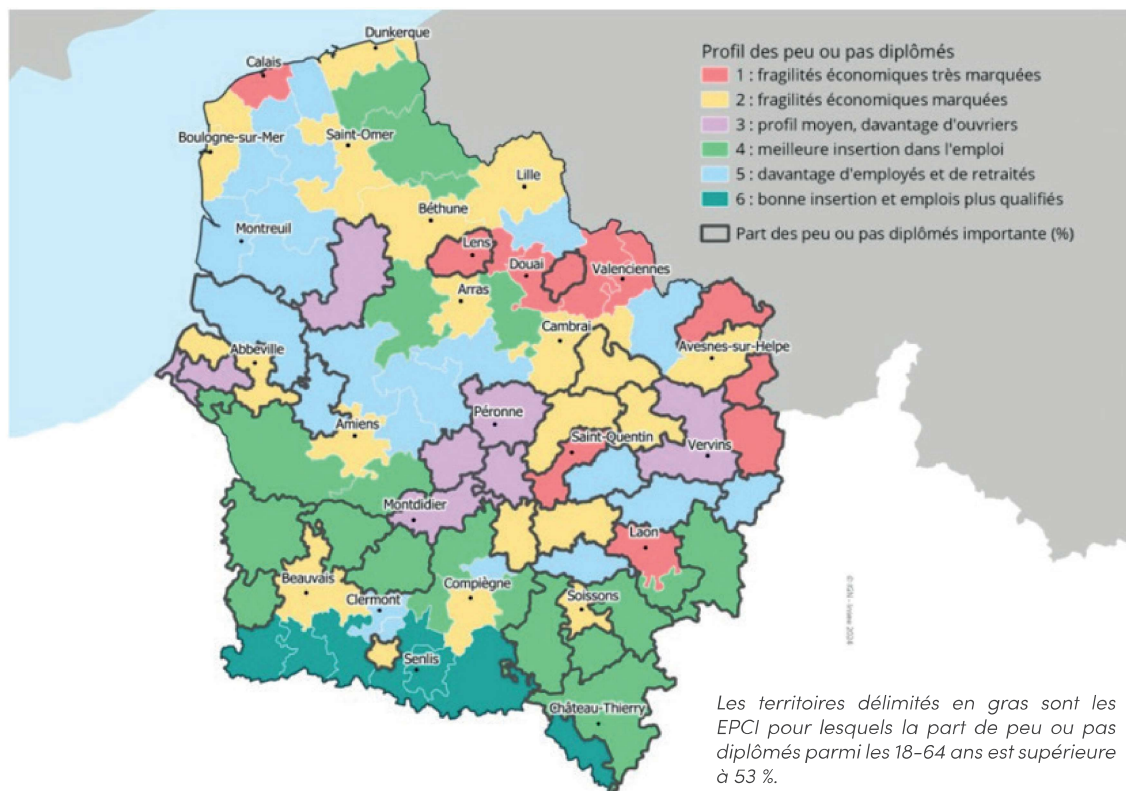 Dunkerque
Calais
Profil des peu ou pas diplômés
1 : fragilités économiques très marquées
2 : fragilités économiques marquées
3 : profil moyen, davantage d'ouvriers
4 : meilleure insertion dans l'emploi
5 : davantage d'employés et de retraités
6 : bonne insertion et emplois plus qualifiés
Part des peu ou pas diplômés importante (%)
Boulogne-sur-Mer
Saint-Omer
Lille
Béthune
Montreuil
Lens
Douai
Valenciennes
Arras
Cambrai
Avesnes-sur-Helpe
Abbeville
Péronne
Amiens
Saint-Quentin
Vervins
Montdidier
Laon
Beauvais
Compiègne
Clermont
Soissons
Senlis
Château-Thierry
© IGN - Insee 2024
Les territoires délimités en gras sont les
EPCI pour lesquels la part de peu ou pas
diplômés parmi les 18-64 ans est supérieure
à 53 %.